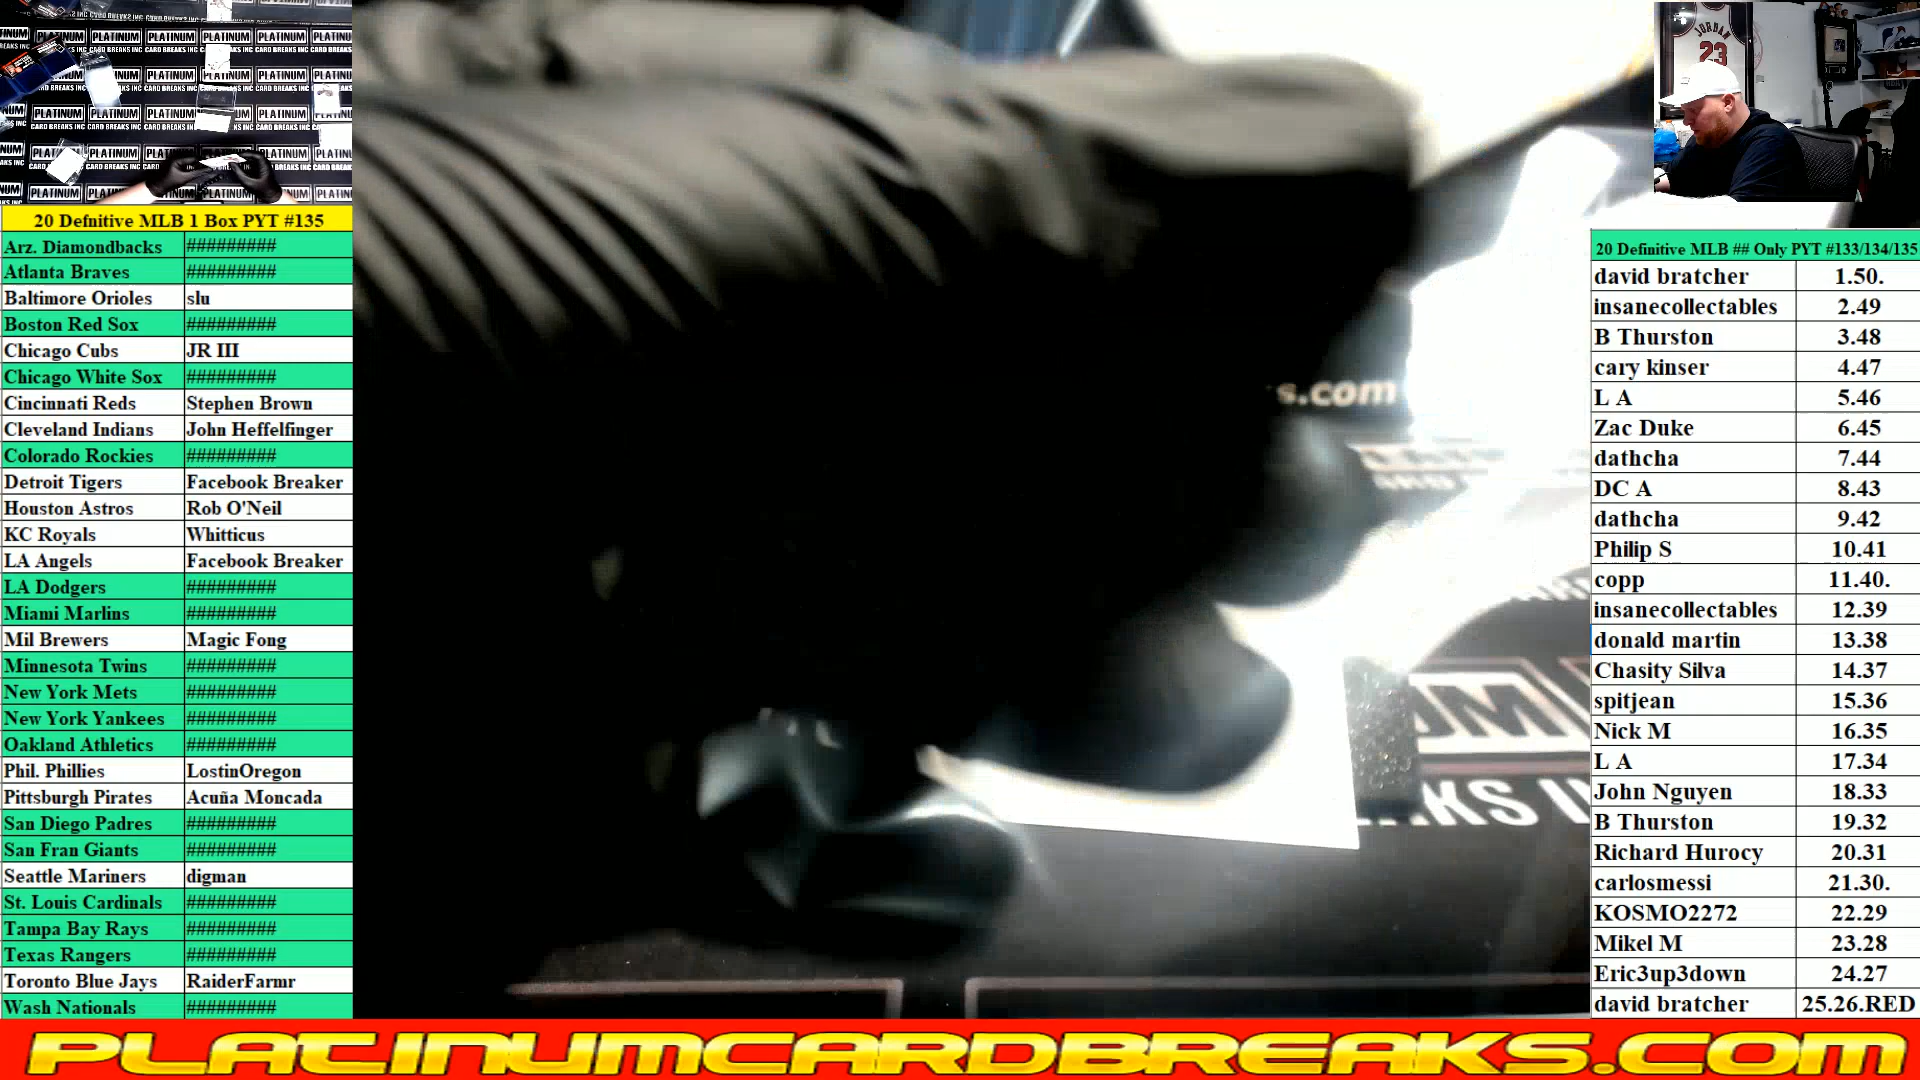 PLATINUM
CARD BREAKS INC
JORDAN
23
20 Defnitive MLB 1 Box PYT #135
Arz. Diamondbacks #########
Atlanta Braves #########
Baltimore Orioles slu
Boston Red Sox #########
Chicago Cubs JR III
Chicago White Sox #########
Cincinnati Reds Stephen Brown
Cleveland Indians John Heffelfinger
Colorado Rockies #########
Detroit Tigers Facebook Breaker
Houston Astros Rob O'Neil
KC Royals Whitticus
LA Angels Facebook Breaker
LA Dodgers #########
Miami Marlins #########
Mil Brewers Magic Fong
Minnesota Twins #########
New York Mets #########
New York Yankees #########
Oakland Athletics #########
Phil. Phillies LostinOregon
Pittsburgh Pirates Acuña Moncada
San Diego Padres #########
San Fran Giants #########
Seattle Mariners digman
St. Louis Cardinals #########
Tampa Bay Rays #########
Texas Rangers #########
Toronto Blue Jays RaiderFarmr
Wash Nationals #########
s.com
20 Definitive MLB ## Only PYT #133/134/135
david bratcher 1.50.
insanecollectables 2.49
B Thurston 3.48
cary kinser 4.47
L A 5.46
Zac Duke 6.45
dathcha 7.44
DC A 8.43
dathcha 9.42
Philip S 10.41
copp 11.40.
insanecollectables 12.39
donald martin 13.38
Chasity Silva 14.37
spitjean 15.36
Nick M 16.35
L A 17.34
John Nguyen 18.33
B Thurston 19.32
Richard Hurocy 20.31
carlosmessi 21.30.
KOSMO2272 22.29
Mikel M 23.28
Eric3up3down 24.27
david bratcher 25.26.RED
PLATINUMCARDBREAKS.COM